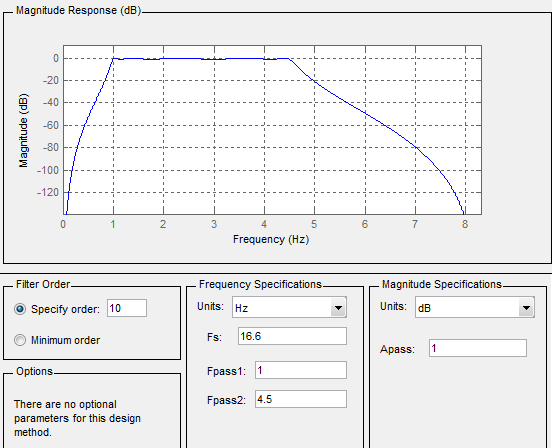 Magnitude Response (dB)
0
-20
-40
-60
-80
-100
-120
Magnitude (dB)
0 1 2 3 4 5 6 7 8
Frequency (Hz)
Filter Order
Specify order: 10
Minimum order
Options
There are no optional
parameters for this design
method.
Frequency Specifications
Units: Hz
Fs: 16.6
Fpass1: 1
Fpass2: 4.5
Magnitude Specifications
Units: dB
Apass: 1